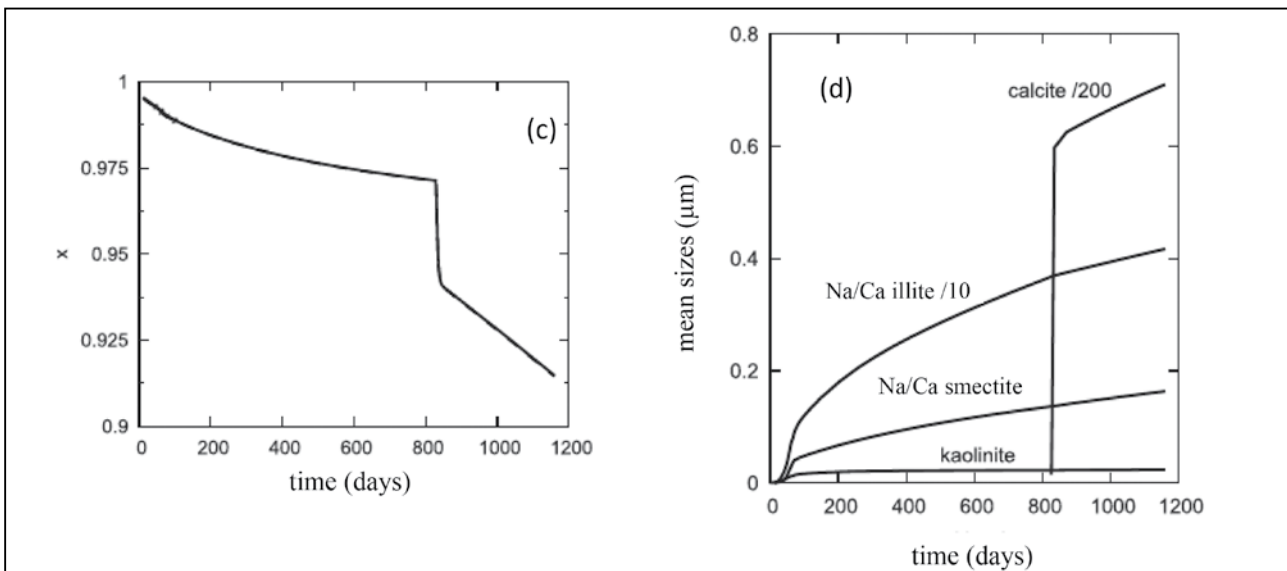 (c)
1
0.975
0.95
0.925
0.9
x
0 200 400 600 800 1000 1200
time (days)
(d)
0.8
0.6
0.4
0.2
0
mean sizes (µm)
calcite /200
Na/Ca illite /10
Na/Ca smectite
kaolinite
0 200 400 600 800 1000 1200
time (days)